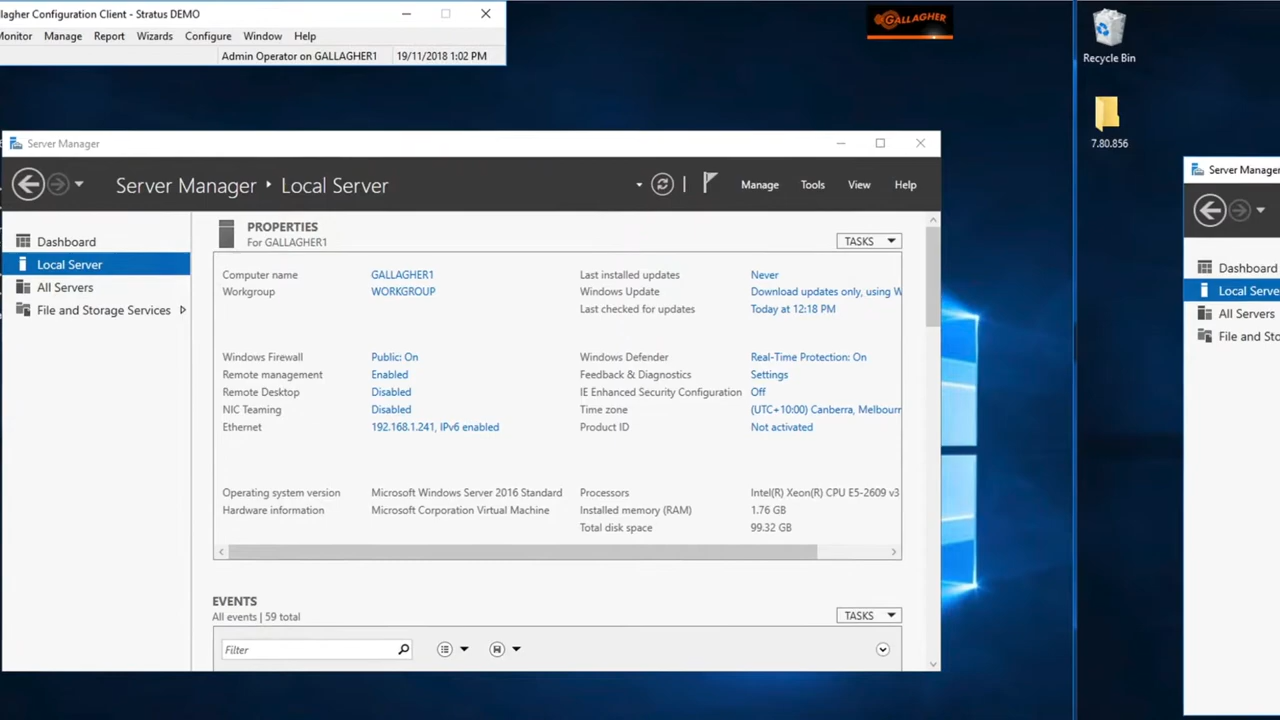 llagher Configuration Client - Stratus DEMO
Monitor Manage Report Wizards Configure Window Help
Admin Operator on GALLAGHER1 19/11/2018 1:02 PM
GALLAGHER
Recycle Bin
7.80.856
Server Manager
Server Manager Local Server
Manage Tools View Help
Dashboard
Local Server
All Servers
File and Storage Services
PROPERTIES
For GALLAGHER1
TASKS
Computer name GALLAGHER1
Workgroup WORKGROUP
Last installed updates Never
Windows Update Download updates only, using W
Last checked for updates Today at 12:18 PM
Windows Firewall Public: On
Remote management Enabled
Remote Desktop Disabled
NIC Teaming Disabled
Ethernet 192.168.1.241, IPv6 enabled
Windows Defender Real-Time Protection: On
Feedback & Diagnostics Settings
IE Enhanced Security Configuration Off
Time zone (UTC+10:00) Canberra, Melbourn
Product ID Not activated
Operating system version Microsoft Windows Server 2016 Standard
Hardware information Microsoft Corporation Virtual Machine
Processors Intel(R) Xeon(R) CPU E5-2609 v3
Installed memory (RAM) 1.76 GB
Total disk space 99.32 GB
EVENTS
All events | 59 total
TASKS
Filter
Server Manager
Dashboard
Local Serve
All Servers
File and Sto